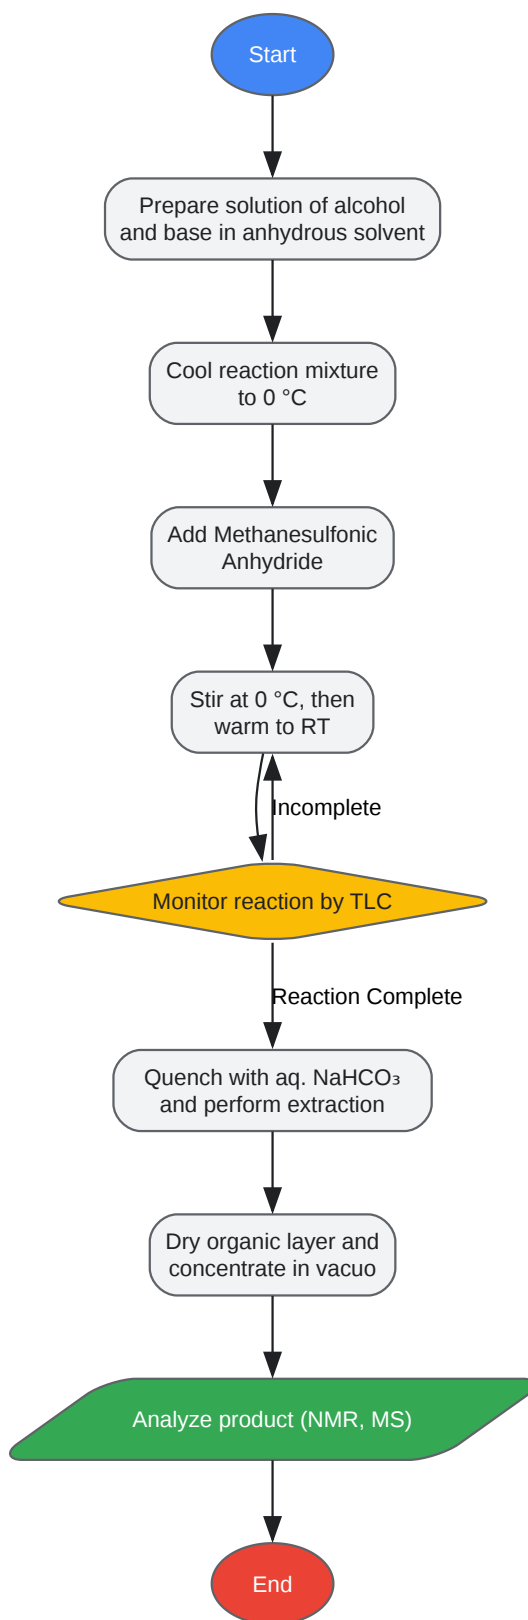 Start
Prepare solution of alcohol
and base in anhydrous solvent
Cool reaction mixture
to 0 °C
Add Methanesulfonic
Anhydride
Stir at 0 °C, then
warm to RT
Incomplete
Monitor reaction by TLC
Reaction Complete
Quench with aq. NaHCO₃
and perform extraction
Dry organic layer and
concentrate in vacuo
Analyze product (NMR, MS)
End